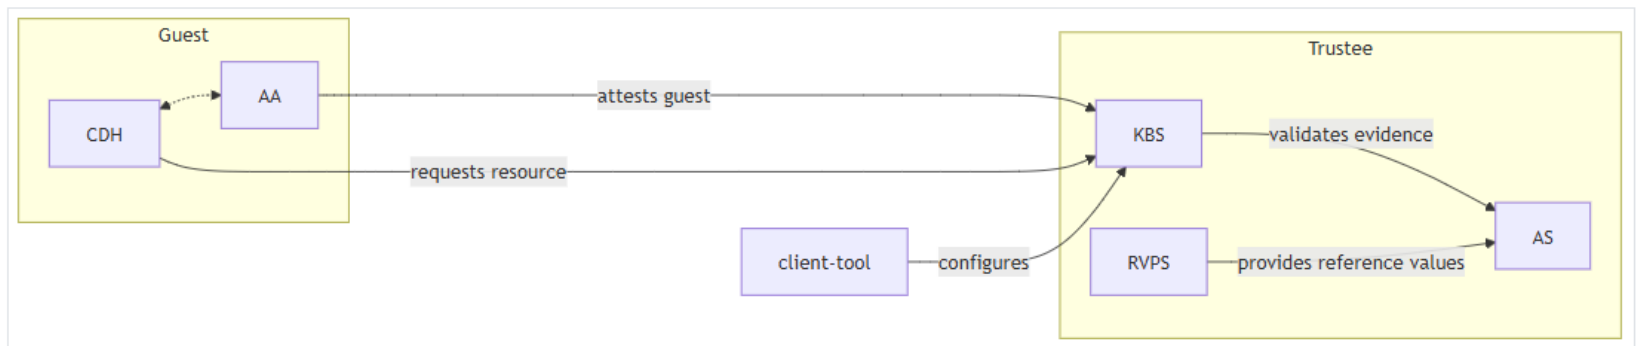 Guest
Trustee
AA
attests guest
CDH
KBS
validates evidence
requests resource
client-tool
configures
RVPS
provides reference values
AS